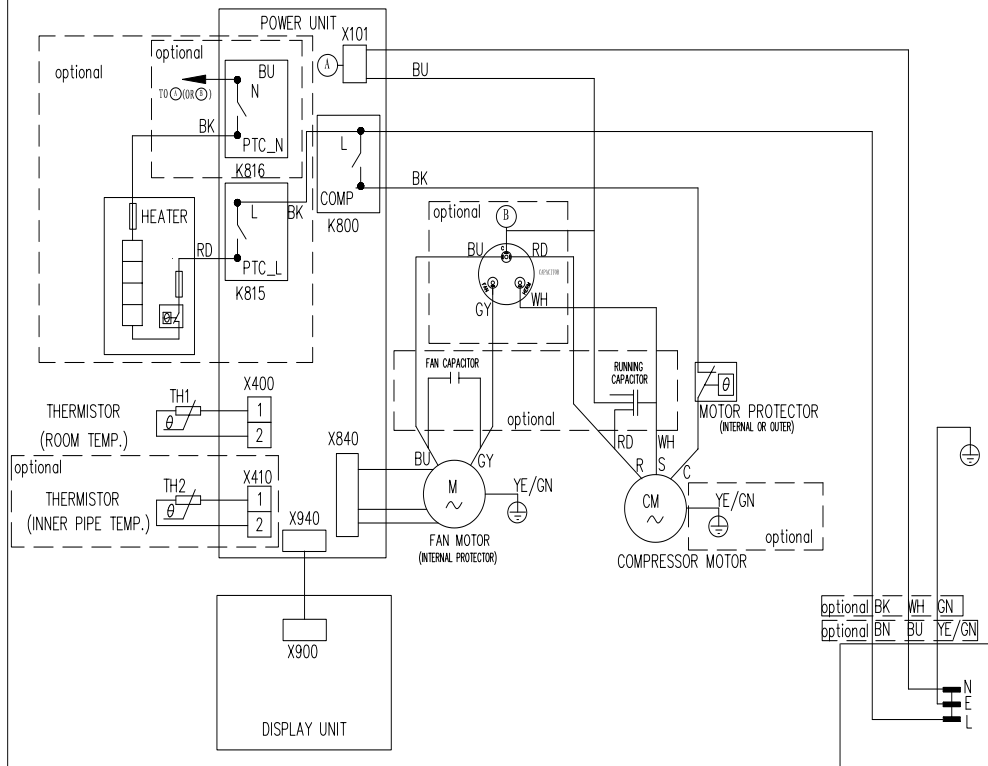 POWER UNIT
X101
A
optional
optional
BU
N
TO A (OR B)
BK
PTC_N
K816
BU
L
COMP
K800
BK
HEATER
RD
L
BK
PTC_L
K815
θ
optional
B
BU
C
RD
CAPACITOR
FAN
HERM
GY
WH
FAN CAPACITOR
RUNNING
CAPACITOR
optional
θ
MOTOR PROTECTOR
(INTERNAL OR OUTER)
THERMISTOR
(ROOM TEMP.)
TH1
θ
X400
1
2
optional
THERMISTOR
(INNER PIPE TEMP.)
TH2
θ
X410
1
2
X840
BU
GY
M
~
YE/GN
FAN MOTOR
(INTERNAL PROTECTOR)
RD
WH
R
S
C
CM
~
YE/GN
optional
COMPRESSOR MOTOR
X940
X900
DISPLAY UNIT
optional BK WH GN
optional BN BU YE/GN
N
E
L